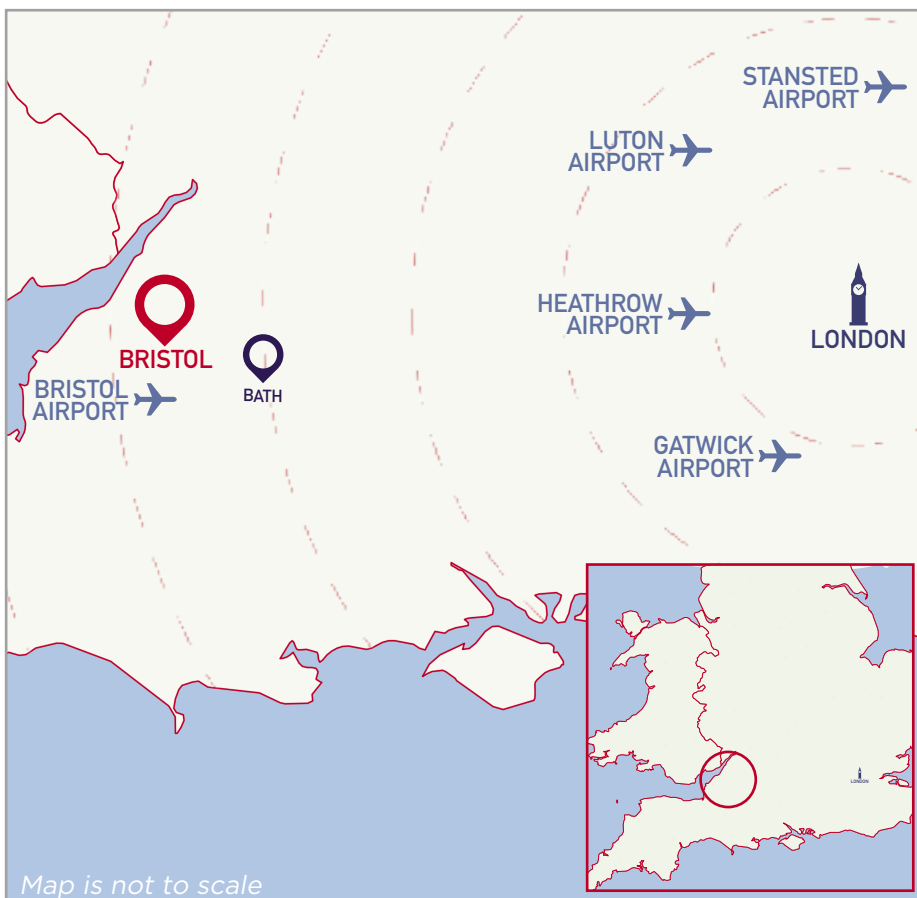 STANSTED
AIRPORT
LUTON
AIRPORT
HEATHROW
AIRPORT
LONDON
BRISTOL
BATH
BRISTOL
AIRPORT
GATWICK
AIRPORT
LONDON
Map is not to scale